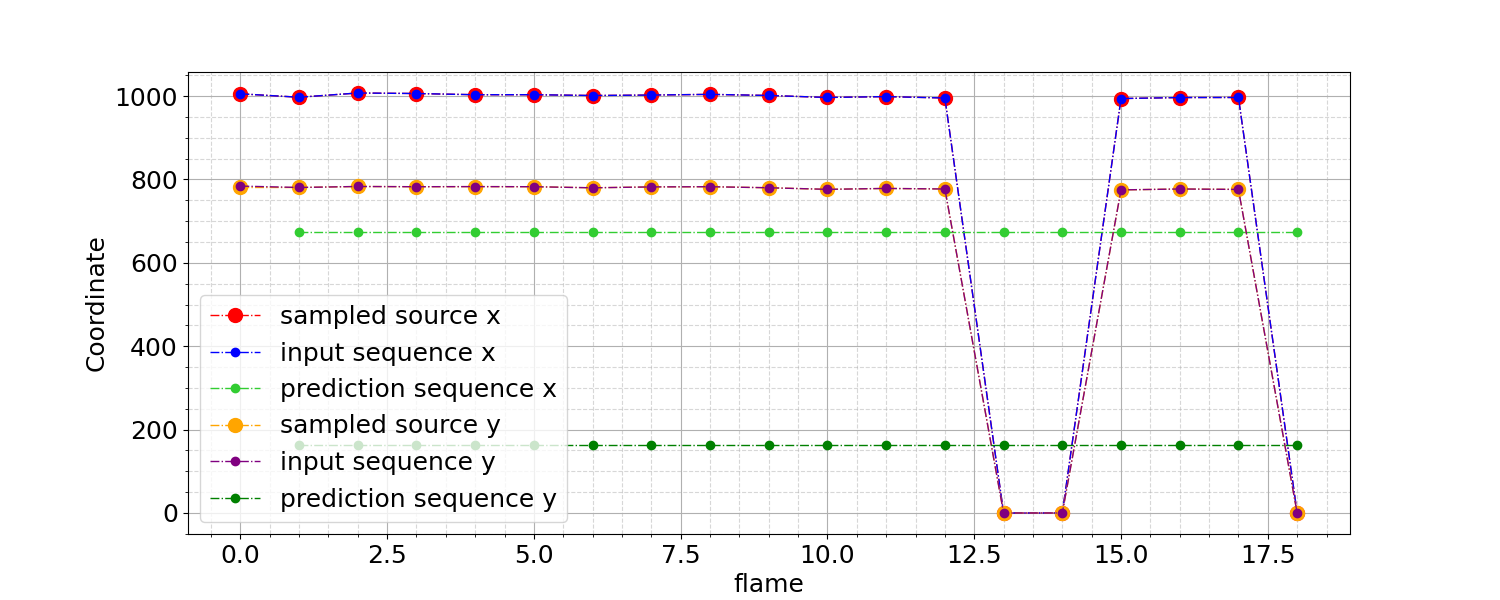 1000
800
600
400
200
0
Coordinate
sampled source x
input sequence x
prediction sequence x
sampled source y
input sequence y
prediction sequence y
0.0 2.5 5.0 7.5 10.0 12.5 15.0 17.5
flame